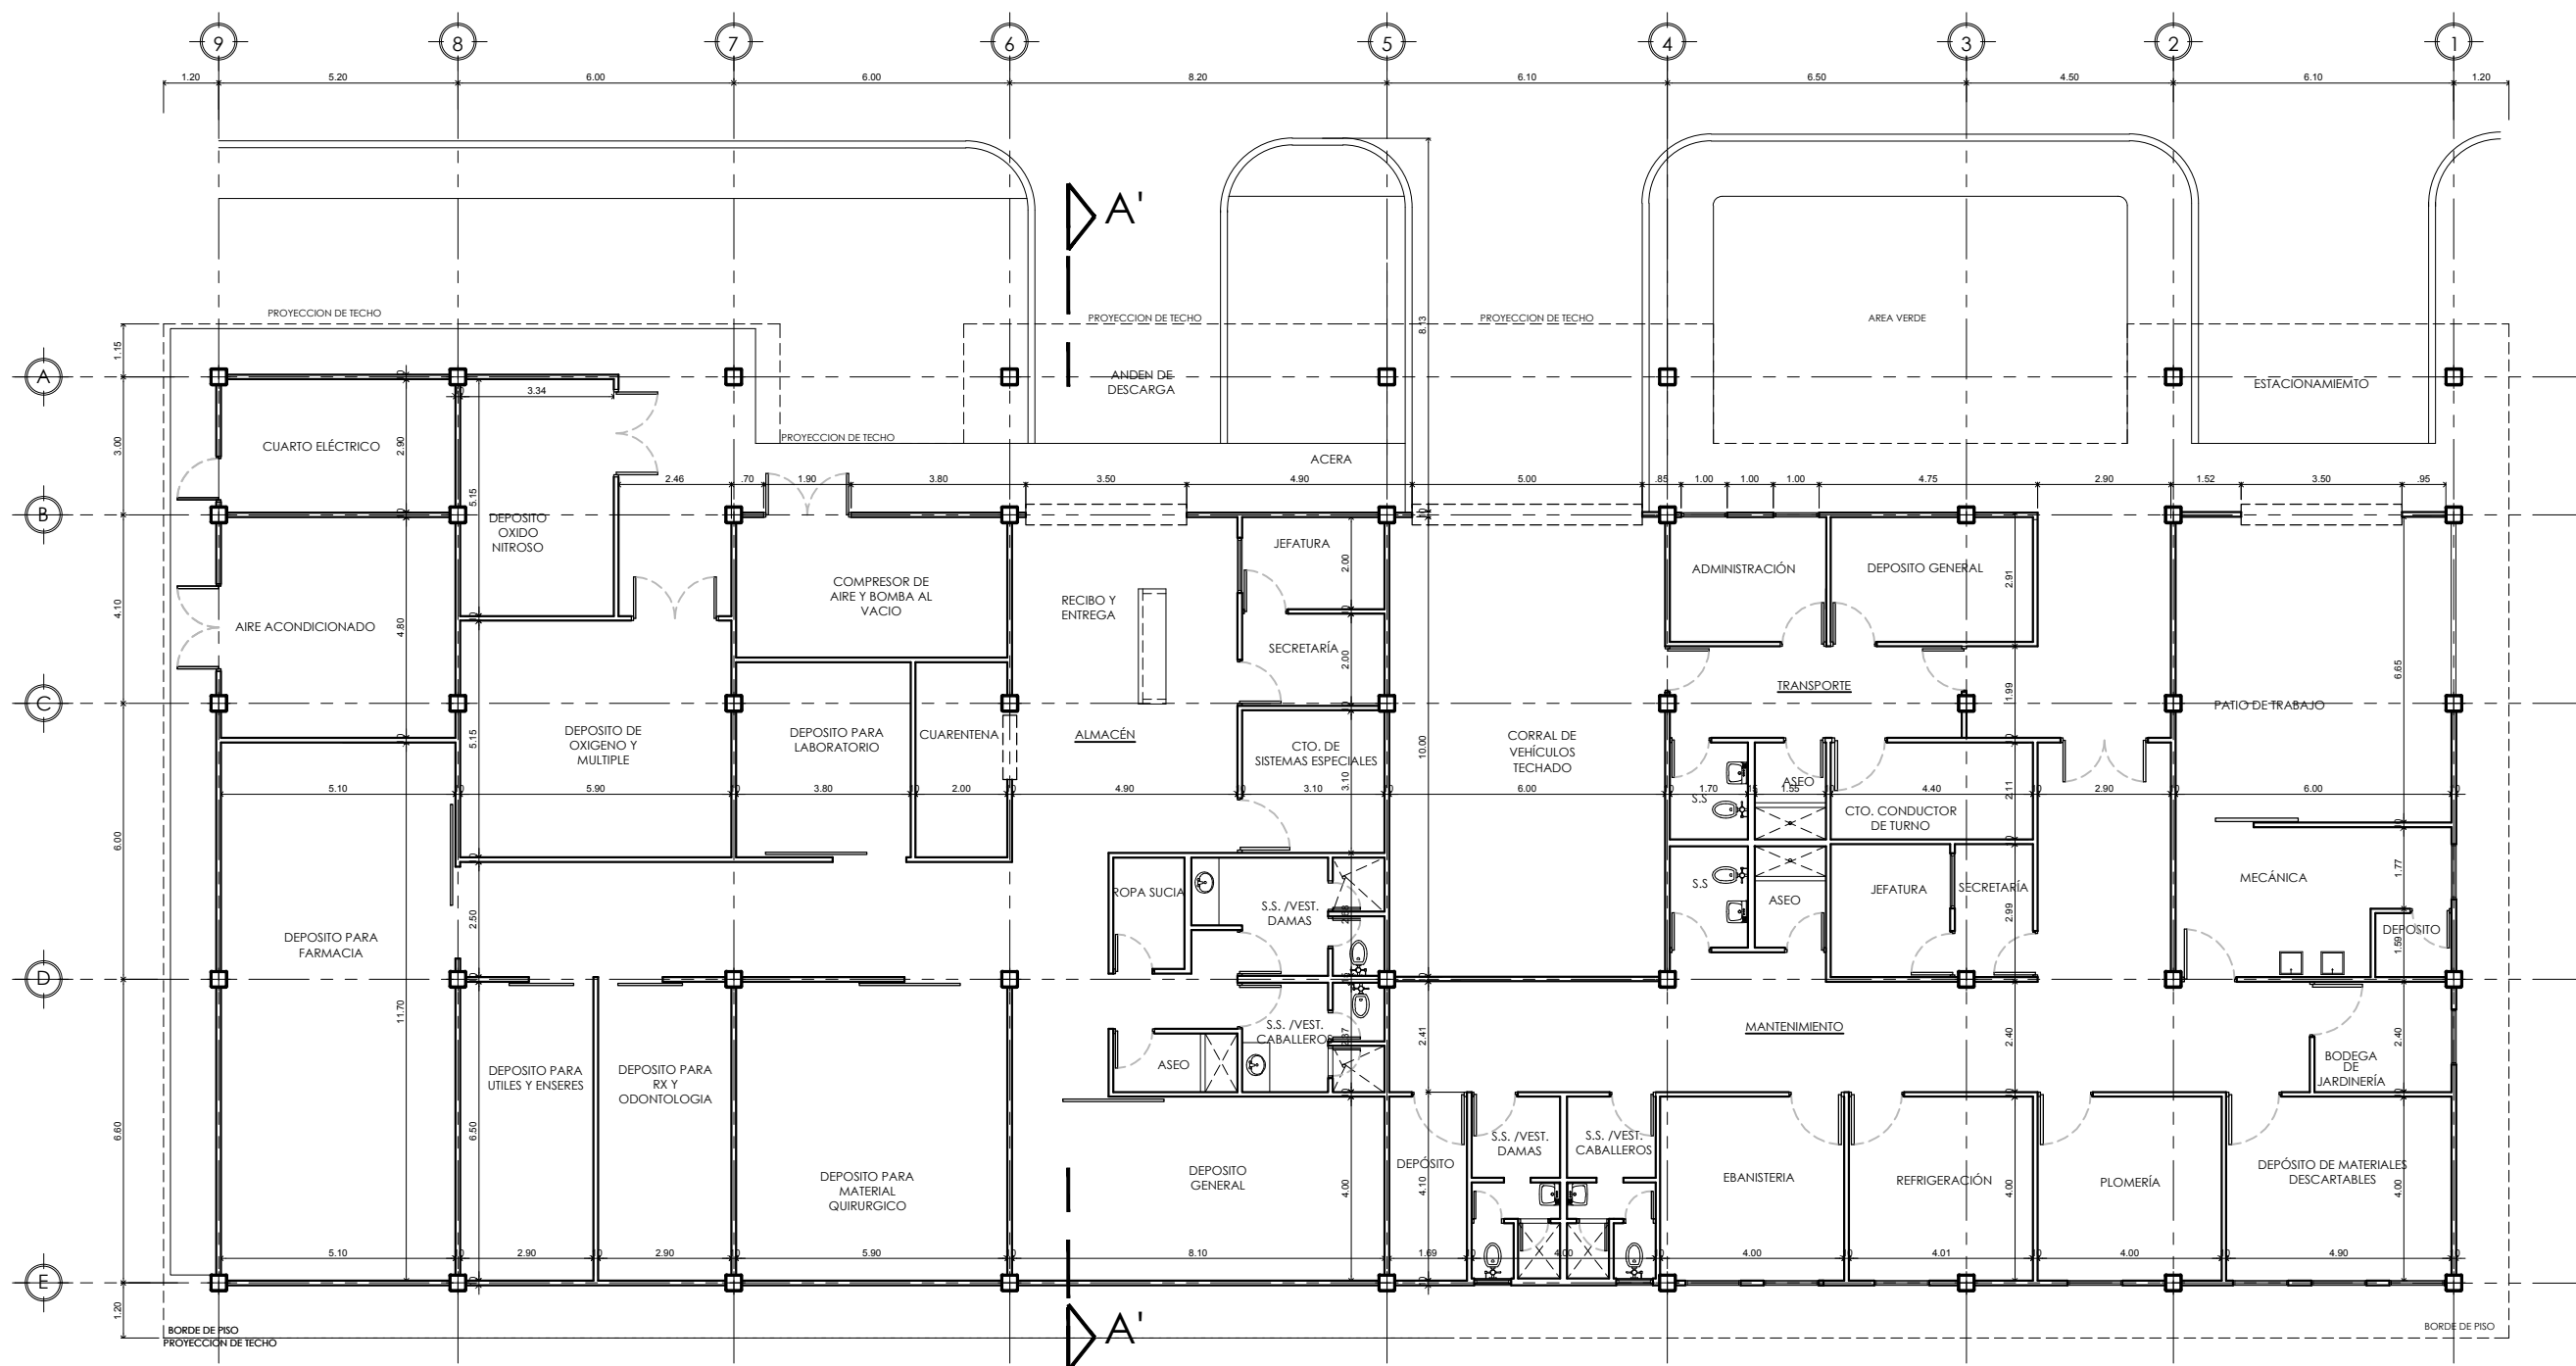 9
8
7
6
5
4
3
2
1
1.20
5.20
6.00
6.00
8.20
6.10
6.50
4.50
6.10
1.20
A'
8.13
PROYECCION DE TECHO
PROYECCION DE TECHO
PROYECCION DE TECHO
AREA VERDE
1.15
A
ANDEN DE
DESCARGA
ESTACIONAMIEMTO
3.34
3.00
CUARTO ELÉCTRICO
2.90
PROYECCION DE TECHO
ACERA
5.15
2.46
.70
1.90
3.80
3.50
4.90
5.00
.85
1.00
1.00
1.00
4.75
2.90
1.52
3.50
.95
B
DEPOSITO
OXIDO
NITROSO
JEFATURA
2.00
COMPRESOR DE
AIRE Y BOMBA AL
VACIO
RECIBO Y
ENTREGA
ADMINISTRACIÓN
DEPOSITO GENERAL
2.91
4.10
AIRE ACONDICIONADO
4.80
SECRETARÍA
2.00
6.65
C
TRANSPORTE
1.99
PATIO DE TRABAJO
DEPOSITO DE
OXIGENO Y
MULTIPLE
5.15
DEPOSITO PARA
LABORATORIO
CUARENTENA
ALMACÉN
CTO. DE
SISTEMAS ESPECIALES
3.10
10.00
CORRAL DE
VEHÍCULOS
TECHADO
5.10
5.90
3.80
2.00
4.90
3.10
6.00
1.70
15
1.55
4.40
2.90
6.00
S.S
ASEO
CTO. CONDUCTOR
DE TURNO
2.11
6.00
ROPA SUCIA
S.S. /VEST.
DAMAS
S.S
ASEO
JEFATURA
SECRETARÍA
2.99
MECÁNICA
1.77
DEPOSITO
1.59
2.50
DEPOSITO PARA
FARMACIA
D
11.70
S.S. /VEST.
CABALLEROS
2.41
MANTENIMIENTO
2.40
2.40
ASEO
BODEGA
DE
JARDINERÍA
DEPOSITO PARA
UTILES Y ENSERES
DEPOSITO PARA
RX Y
ODONTOLOGIA
6.60
6.50
S.S. /VEST.
DAMAS
S.S. /VEST.
CABALLEROS
DEPOSITO PARA
MATERIAL
QUIRURGICO
DEPOSITO
GENERAL
4.00
DEPÓSITO
4.10
EBANISTERIA
REFRIGERACIÓN
4.00
PLOMERÍA
DEPÓSITO DE MATERIALES
DESCARTABLES
4.00
5.10
2.90
2.90
5.90
8.10
1.69
4.00
4.00
4.01
4.00
4.90
E
1.20
A'
BORDE DE PISO
PROYECCION DE TECHO
BORDE DE PISO